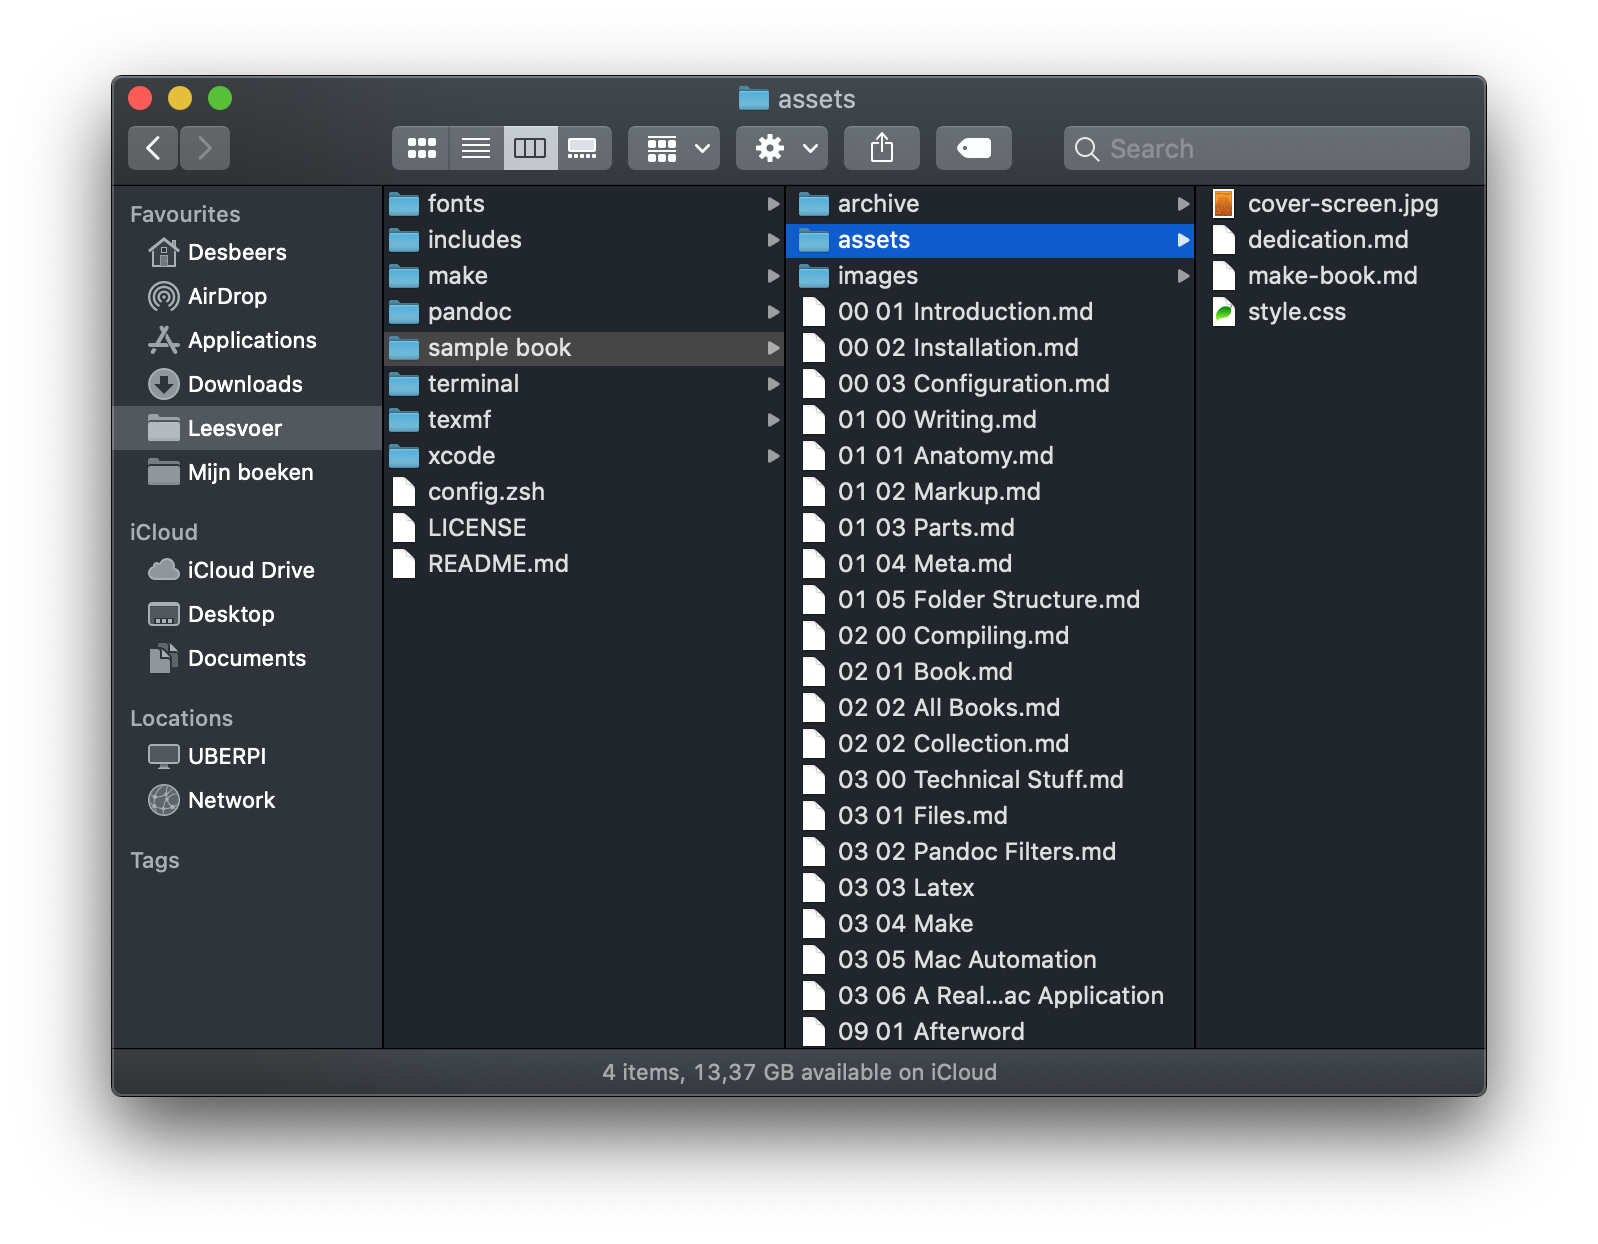 assets
Search
Favourites
Desbeers
AirDrop
Applications
Downloads
Leesvoer
Mijn boeken
iCloud
iCloud Drive
Desktop
Documents
Locations
UBERPI
Network
Tags
fonts
includes
make
pandoc
sample book
terminal
texmf
xcode
config.zsh
LICENSE
README.md
archive
assets
images
00 01 Introduction.md
00 02 Installation.md
00 03 Configuration.md
01 00 Writing.md
01 01 Anatomy.md
01 02 Markup.md
01 03 Parts.md
01 04 Meta.md
01 05 Folder Structure.md
02 00 Compiling.md
02 01 Book.md
02 02 All Books.md
02 02 Collection.md
03 00 Technical Stuff.md
03 01 Files.md
03 02 Pandoc Filters.md
03 03 Latex
03 04 Make
03 05 Mac Automation
03 06 A Real...ac Application
09 01 Afterword
cover-screen.jpg
dedication.md
make-book.md
style.css
4 items, 13,37 GB available on iCloud